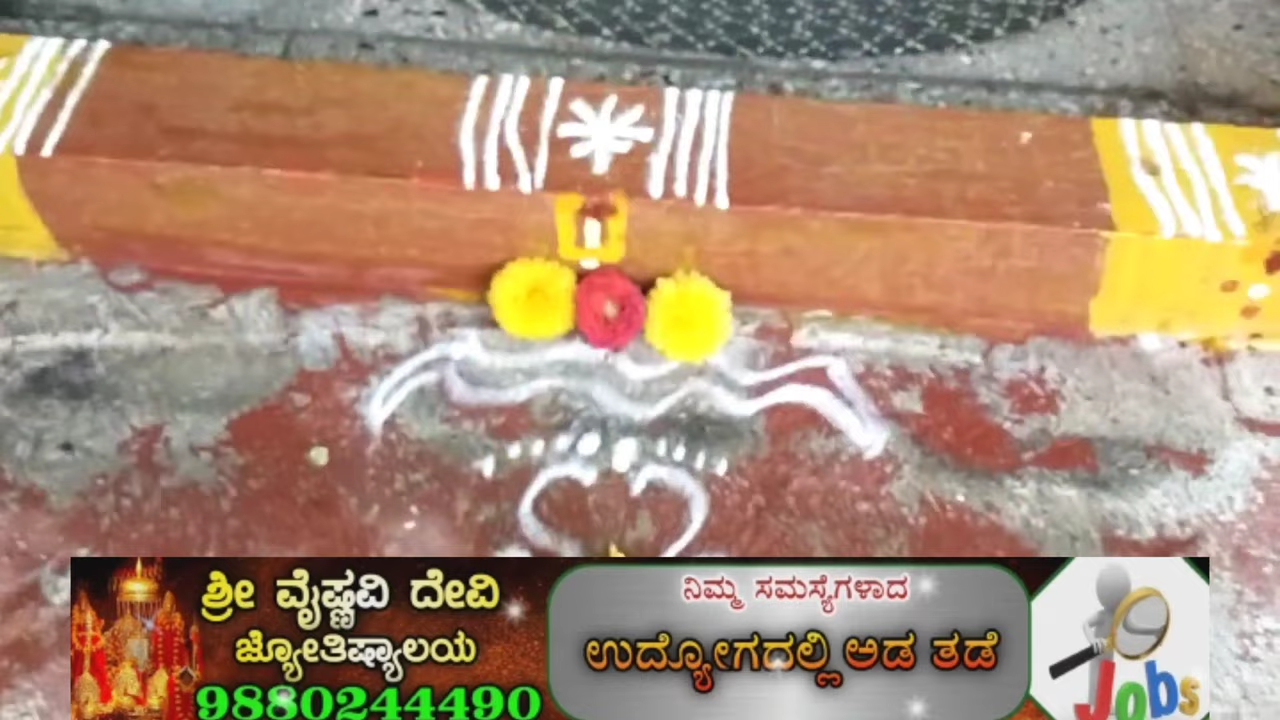 ಶ್ರೀ ವೈಷ್ಣವಿ ದೇವಿ
ಜ್ಯೋತಿಷ್ಯಾಲಯ
9880244490
ನಿಮ್ಮ ಸಮಸ್ಯೆಗಳಾದ
ಉದ್ಯೋಗದಲ್ಲಿ ಅಡ ತಡೆ
Jobs